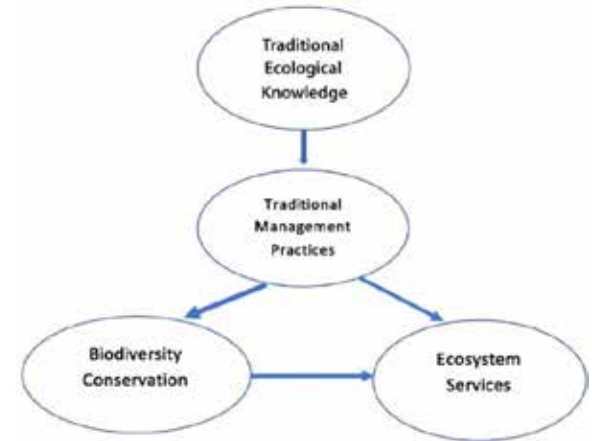 Traditional
Ecological
Knowledge
Traditional
Management
Practices
Biodiversity
Conservation
Ecosystem
Services